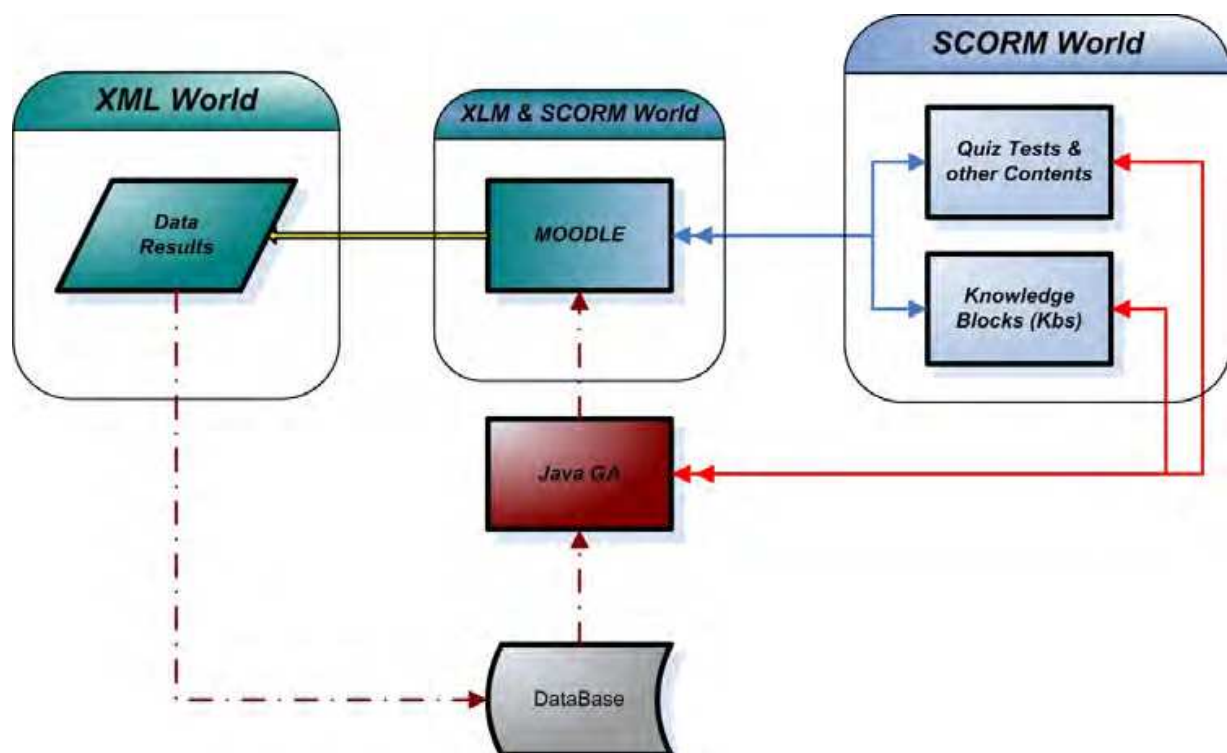 XML World
Data
Results
XLM & SCORM World
MOODLE
SCORM World
Quiz Tests &
other Contents
Knowledge
Blocks (Kbs)
Java GA
DataBase